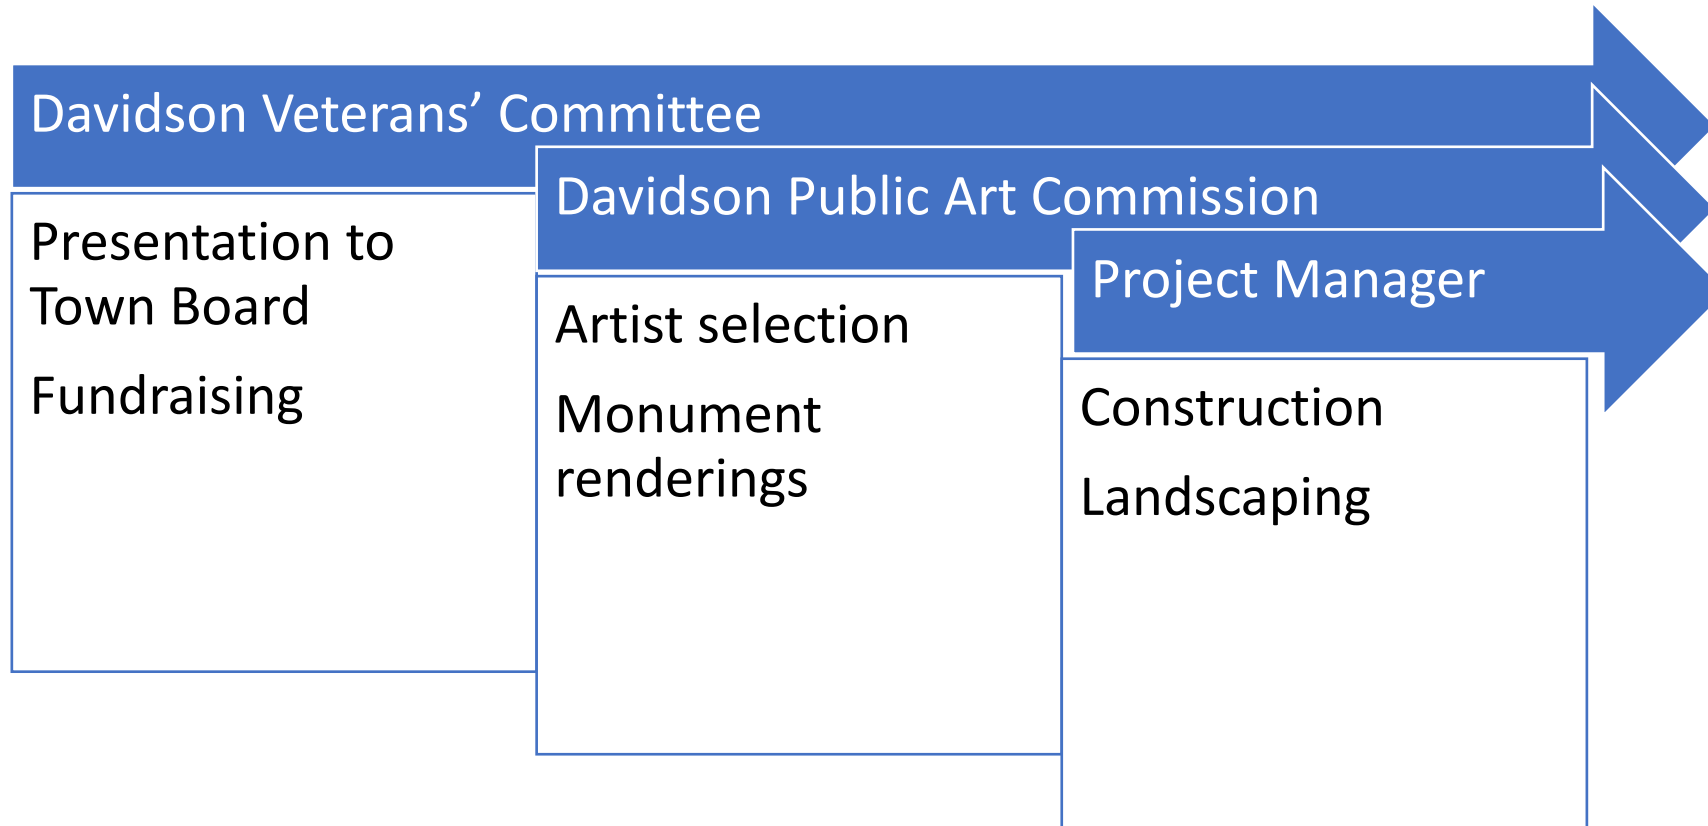 Davidson Veterans’ Committee
Presentation to
Town Board
Fundraising
Davidson Public Art Commission
Artist selection
Monument
renderings
Project Manager
Construction
Landscaping